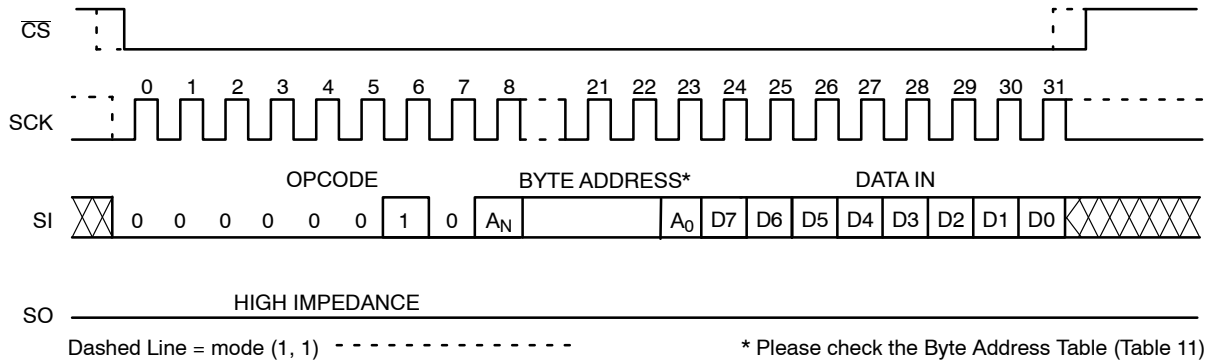 CS
0 1 2 3 4 5 6 7 8 21 22 23 24 25 26 27 28 29 30 31
SCK
OPCODE BYTE ADDRESS* DATA IN
SI 0 0 0 0 0 0 1 0 AN A0 D7 D6 D5 D4 D3 D2 D1 D0
HIGH IMPEDANCE
SO
Dashed Line = mode (1, 1) * Please check the Byte Address Table (Table 11)